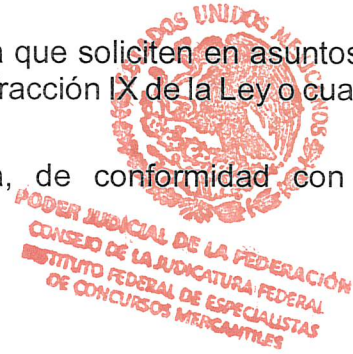 a que soliciten en asuntos
racción IX de la Ley o cua
a, de conformidad con
UNIDOS MEXICANOS
PODER JUDICIAL DE LA FEDERACIÓN
CONSEJO DE LA JUDICATURA FEDERAL
INSTITUTO FEDERAL DE ESPECIALISTAS
DE CONCURSOS MERCANTILES